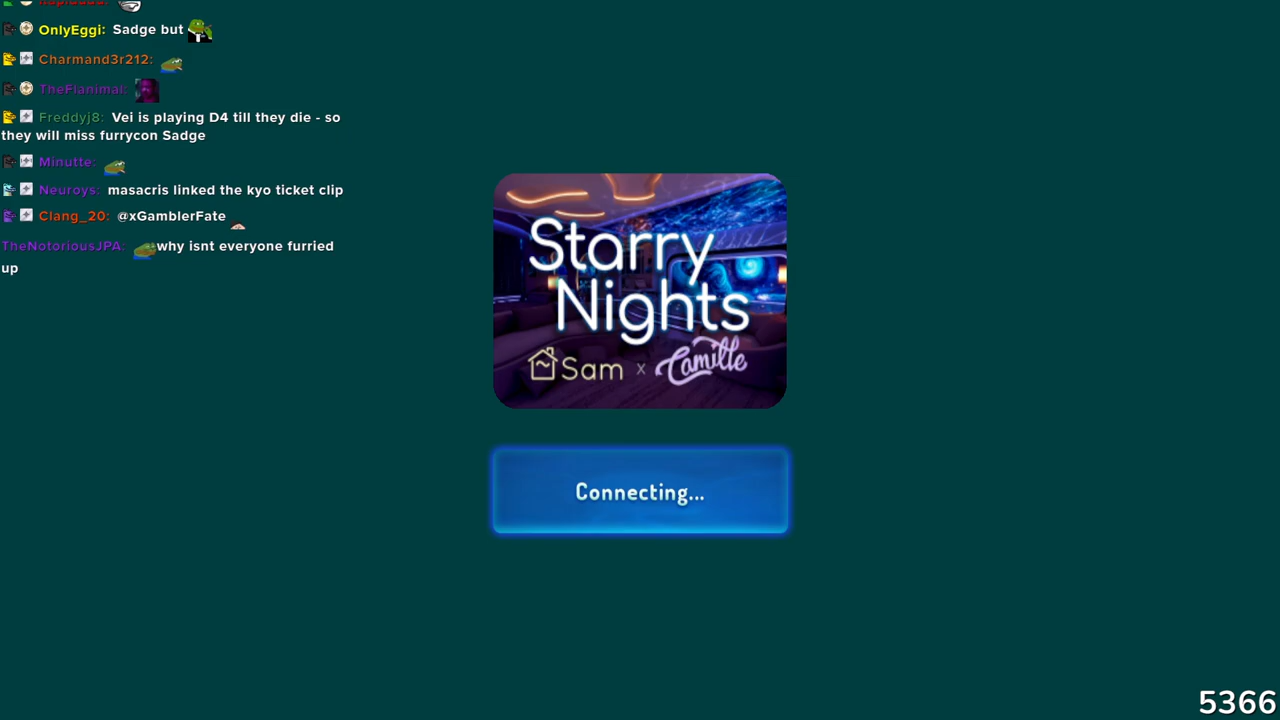 OnlyEggi: Sadge but
Charmand3r212:
TheFlanimal:
Freddyj8: Vei is playing D4 till they die - so
they will miss furrycon Sadge
Minutte:
Neuroys: masacris linked the kyo ticket clip
Clang_20: @xGamblerFate
TheNotoriousJPA: why isnt everyone furried
up
Starry
Nights
Sam x Camille
Connecting...
5366